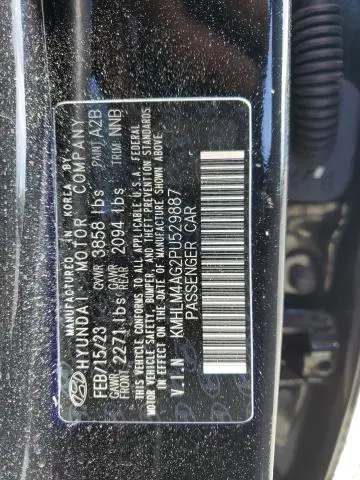 MANUFACTURED IN KOREA BY
HYUNDAI MOTOR COMPANY
FEB/15/23 GVWR 3858 lbs PNT: A2B
GAWR FRONT 2271 lbs GAWR REAR 2094 lbs TRIM: NNB
THIS VEHICLE CONFORMS TO ALL APPLICABLE U.S.A. FEDERAL
MOTOR VEHICLE SAFETY, BUMPER, AND THEFT PREVENTION STANDARDS
IN EFFECT ON THE DATE OF MANUFACTURE SHOWN ABOVE.
V.I.N KMHLM4AG2PU529887
PASSENGER CAR